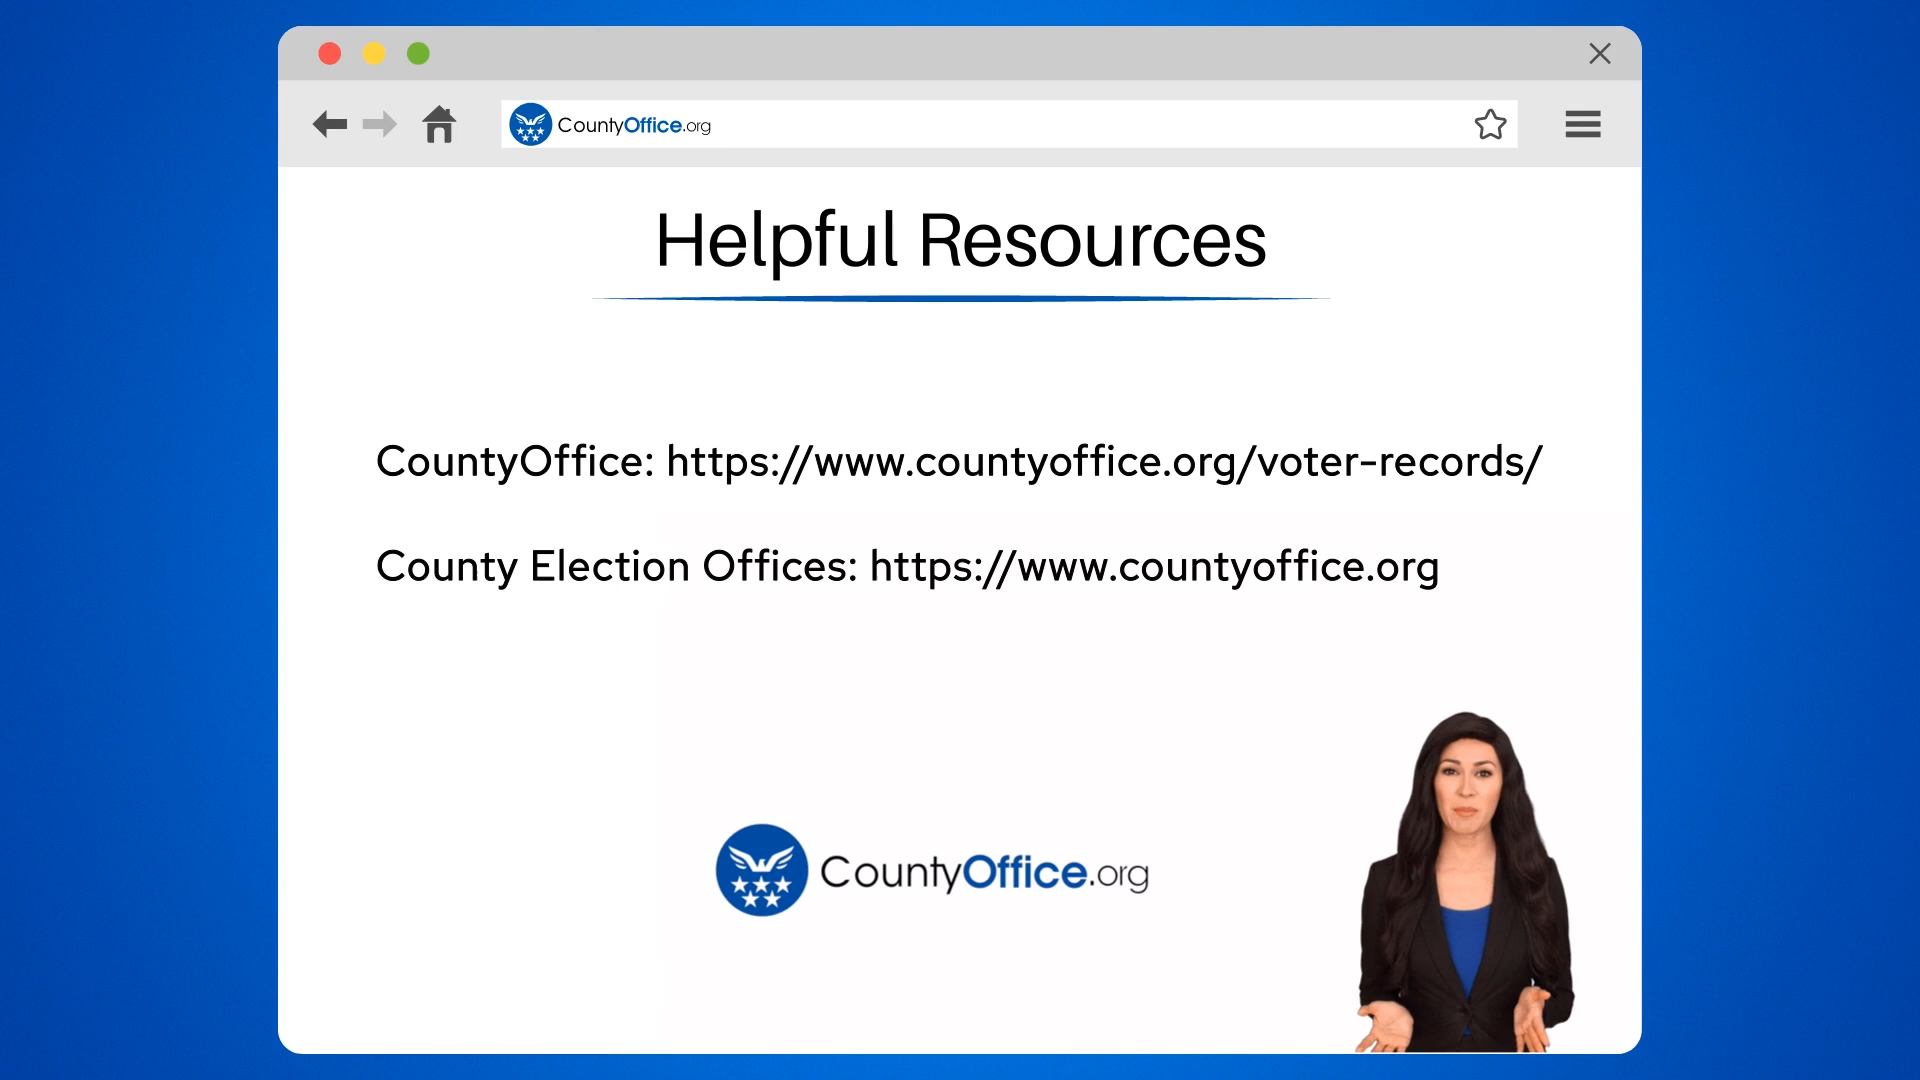 CountyOffice.org
Helpful Resources
CountyOffice: https://www.countyoffice.org/voter-records/
County Election Offices: https://www.countyoffice.org
CountyOffice.org